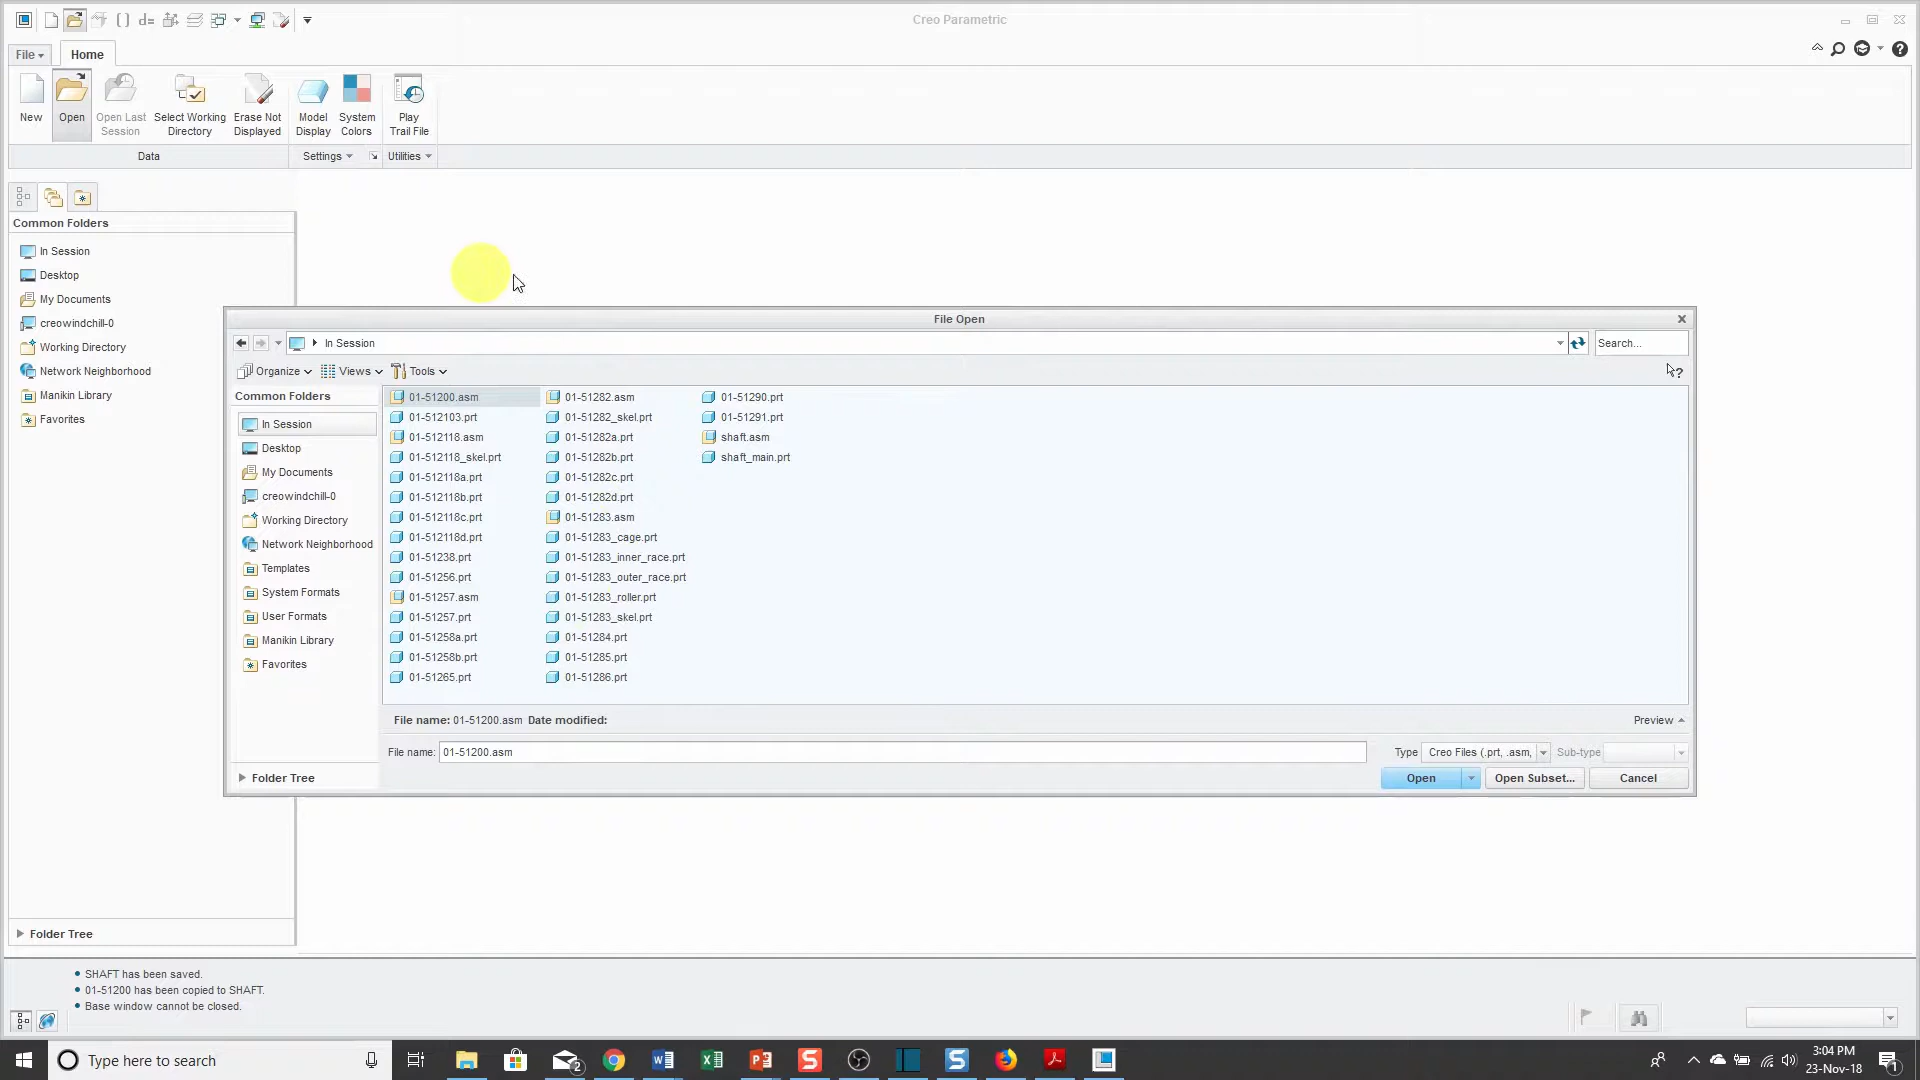 Creo Parametric
File
Home
New
Open
Open Last Session
Select Working Directory
Erase Not Displayed
Model Display
System Colors
Play Trail File
Data
Settings
Utilities
Common Folders
In Session
Desktop
My Documents
creowindchill-0
Working Directory
Network Neighborhood
Manikin Library
Favorites
File Open
In Session
Search...
Organize
Views
Tools
Common Folders
In Session
Desktop
My Documents
creowindchill-0
Working Directory
Network Neighborhood
Templates
System Formats
User Formats
Manikin Library
Favorites
Folder Tree
01-51200.asm
01-512103.prt
01-512118.asm
01-512118_skel.prt
01-512118a.prt
01-512118b.prt
01-512118c.prt
01-512118d.prt
01-51238.prt
01-51256.prt
01-51257.asm
01-51257.prt
01-51258a.prt
01-51258b.prt
01-51265.prt
01-51282.asm
01-51282_skel.prt
01-51282a.prt
01-51282b.prt
01-51282c.prt
01-51282d.prt
01-51283.asm
01-51283_cage.prt
01-51283_inner_race.prt
01-51283_outer_race.prt
01-51283_roller.prt
01-51283_skel.prt
01-51284.prt
01-51285.prt
01-51286.prt
01-51290.prt
01-51291.prt
shaft.asm
shaft_main.prt
File name: 01-51200.asm Date modified:
Preview
File name: 01-51200.asm
Type Creo Files (.prt, .asm,
Sub-type
Open
Open Subset...
Cancel
Folder Tree
SHAFT has been saved.
01-51200 has been copied to SHAFT.
Base window cannot be closed.
Type here to search
2
3:04 PM
23-Nov-18
1